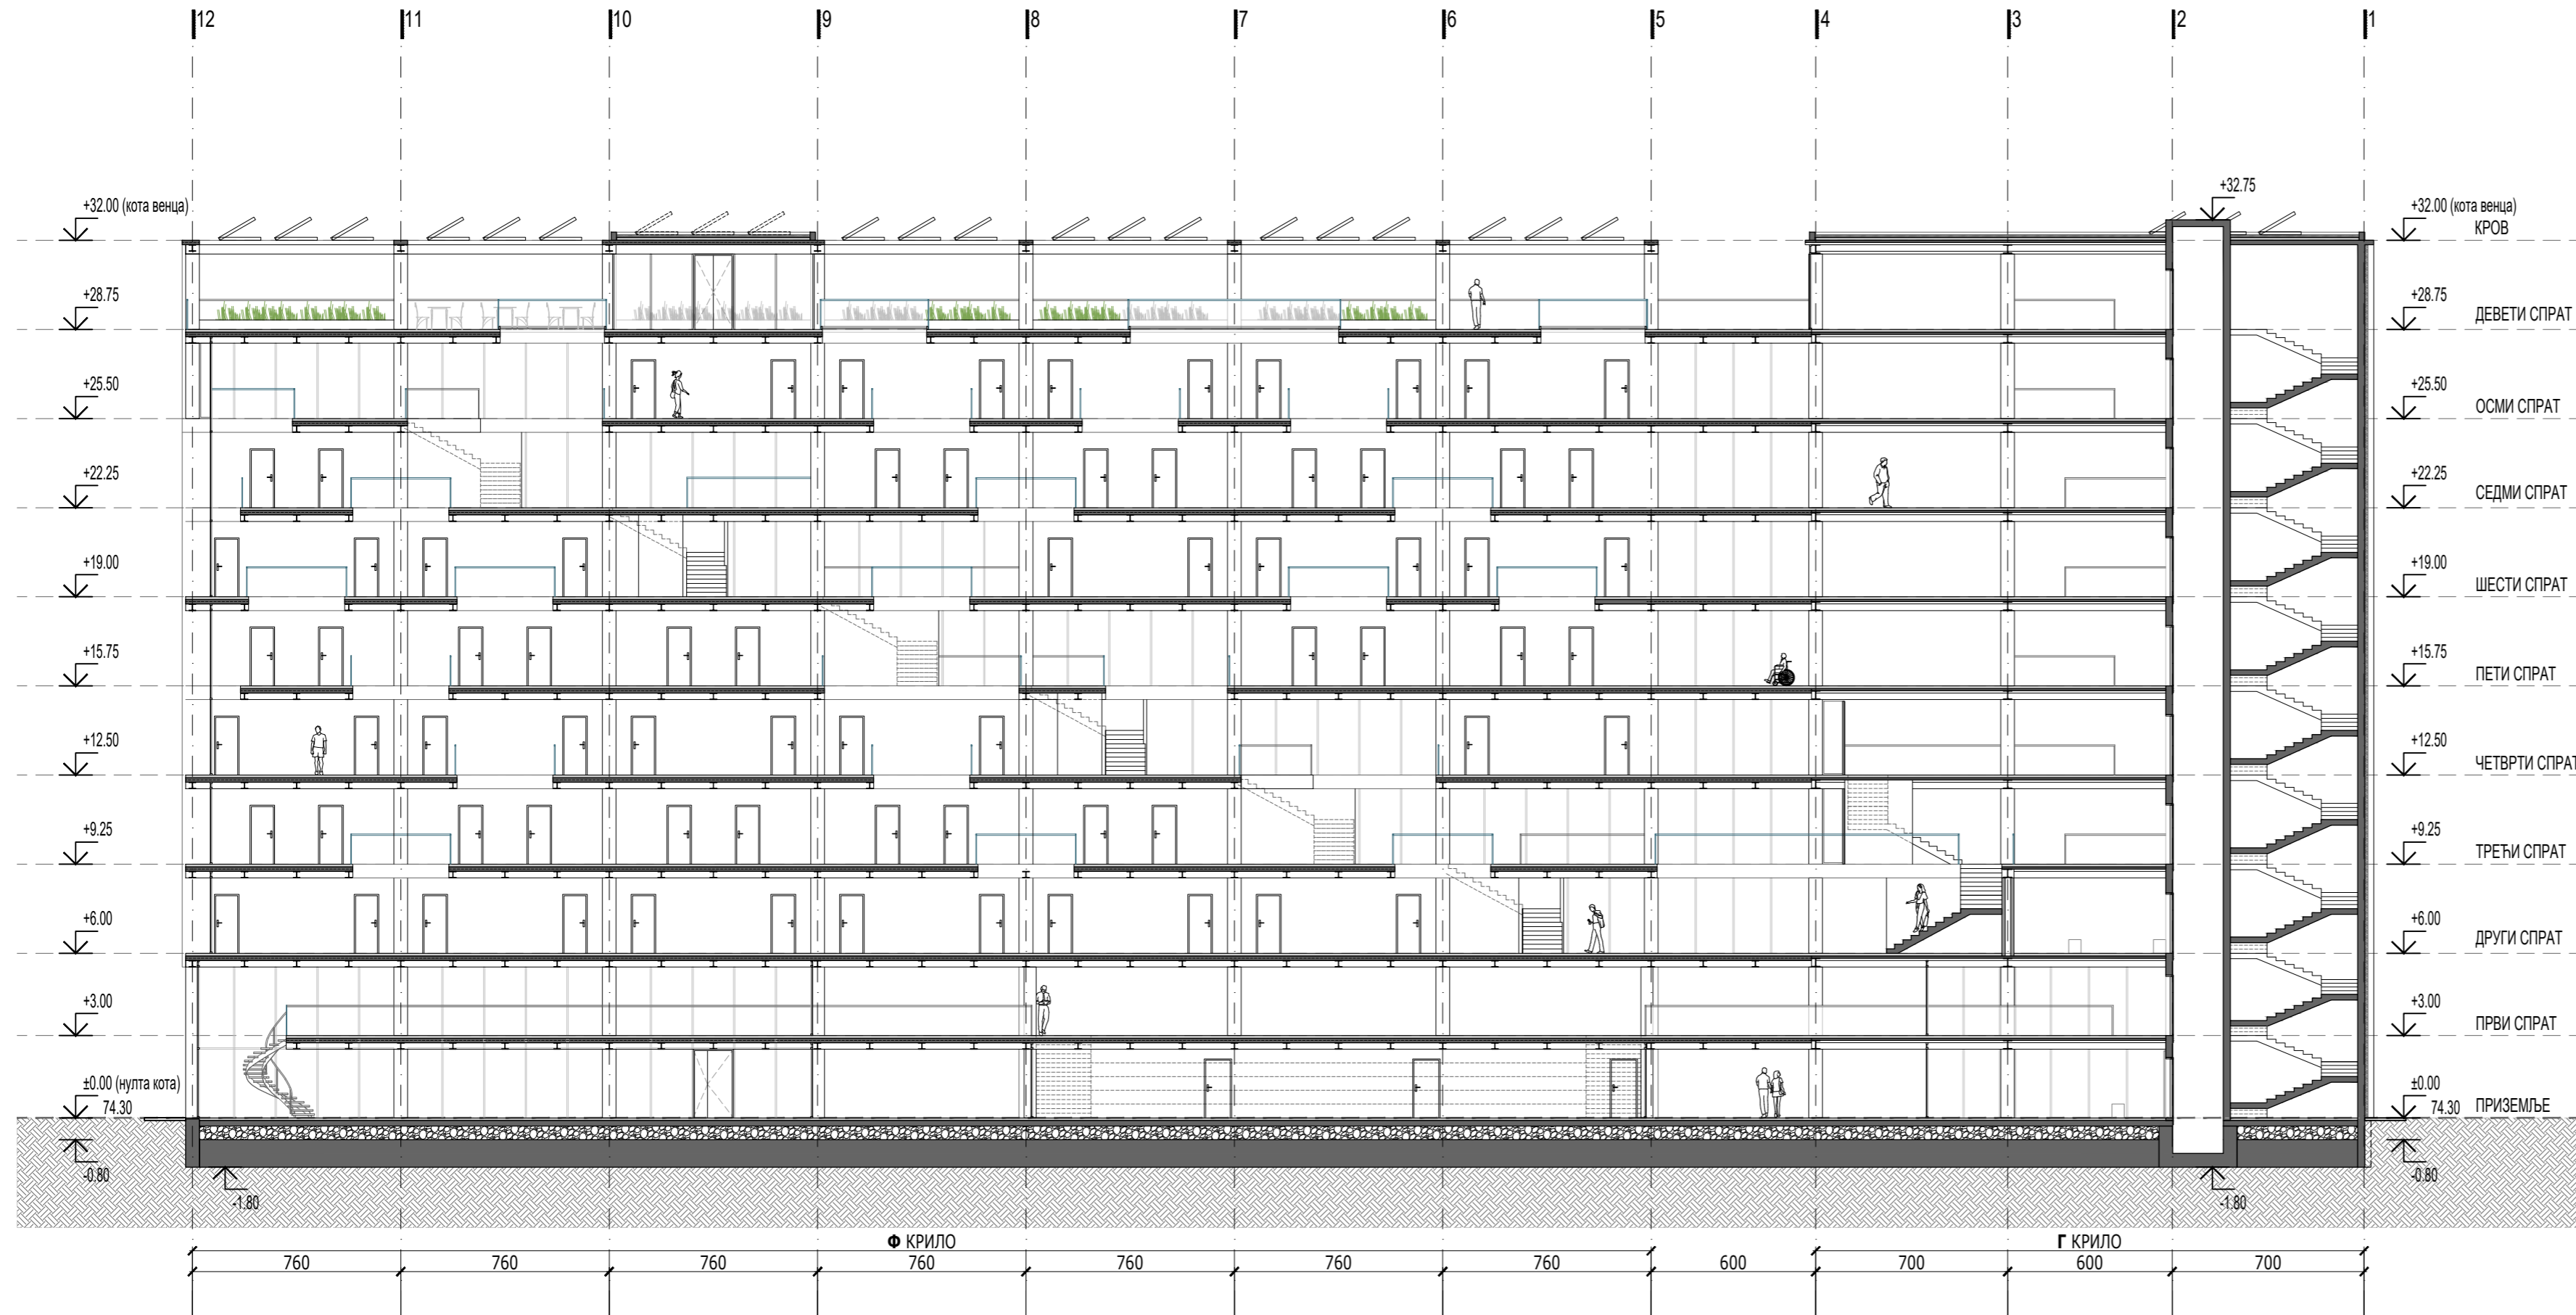 12 11 10 9 8 7 6 5 4 3 2 1
+32.75
+32.00 (кота венца)
+32.00 (кота венца)
КРОВ
+28.75
+28.75
ДЕВЕТИ СПРАТ
+25.50
+25.50
ОСМИ СПРАТ
+22.25
+22.25
СЕДМИ СПРАТ
+19.00
+19.00
ШЕСТИ СПРАТ
+15.75
+15.75
ПЕТИ СПРАТ
+12.50
+12.50
ЧЕТВРТИ СПРАТ
+9.25
+9.25
ТРЕЋИ СПРАТ
+6.00
+6.00
ДРУГИ СПРАТ
+3.00
+3.00
ПРВИ СПРАТ
±0.00 (нулта кота)
74.30
±0.00
74.30
ПРИЗЕМЉЕ
-0.80
-0.80
-1.80
-1.80
Ф КРИЛО
Г КРИЛО
760 760 760 760 760 760 760 600 700 600 700